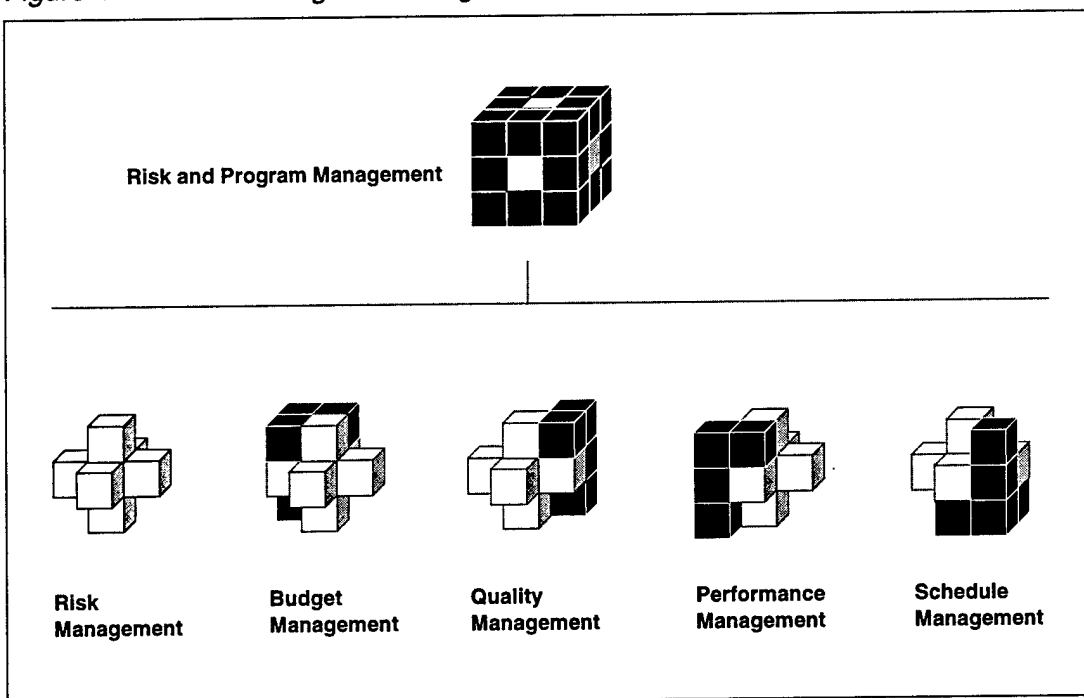 Risk and Program Management
Risk
Management
Budget
Management
Quality
Management
Performance
Management
Schedule
Management